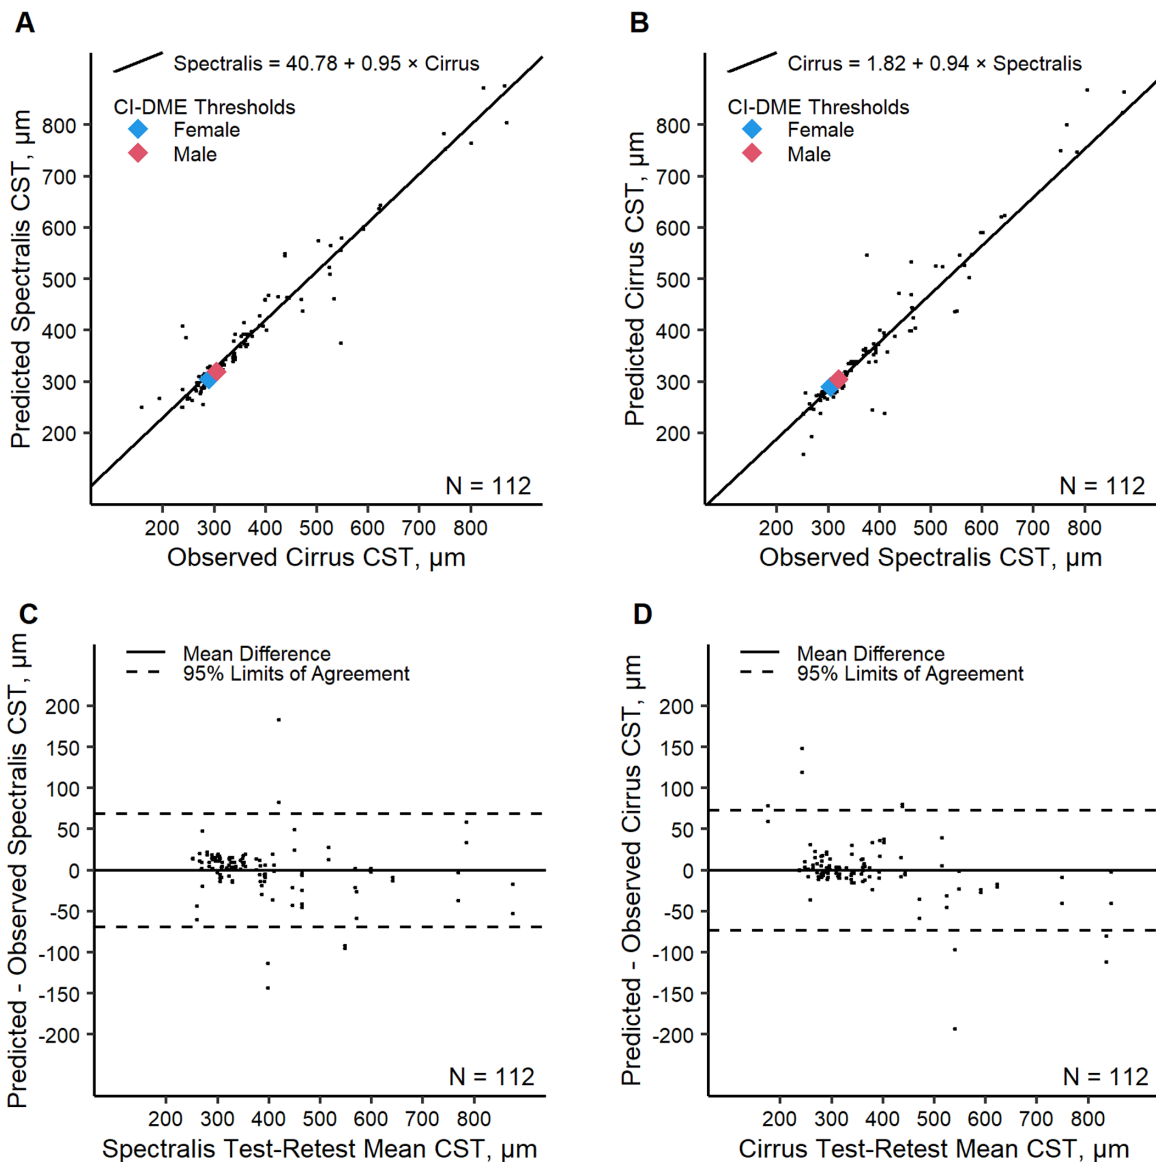 A
Spectralis = 40.78 + 0.95 × Cirrus
CI-DME Thresholds
Female
Male
Predicted Spectralis CST, µm
800
700
600
500
400
300
200
N = 112
200 300 400 500 600 700 800
Observed Cirrus CST, µm
B
Cirrus = 1.82 + 0.94 × Spectralis
CI-DME Thresholds
Female
Male
Predicted Cirrus CST, µm
800
700
600
500
400
300
200
N = 112
200 300 400 500 600 700 800
Observed Spectralis CST, µm
C
Mean Difference
95% Limits of Agreement
Predicted - Observed Spectralis CST, µm
200
150
100
50
0
-50
-100
-150
-200
N = 112
200 300 400 500 600 700 800
Spectralis Test-Retest Mean CST, µm
D
Mean Difference
95% Limits of Agreement
Predicted - Observed Cirrus CST, µm
200
150
100
50
0
-50
-100
-150
-200
N = 112
200 300 400 500 600 700 800
Cirrus Test-Retest Mean CST, µm